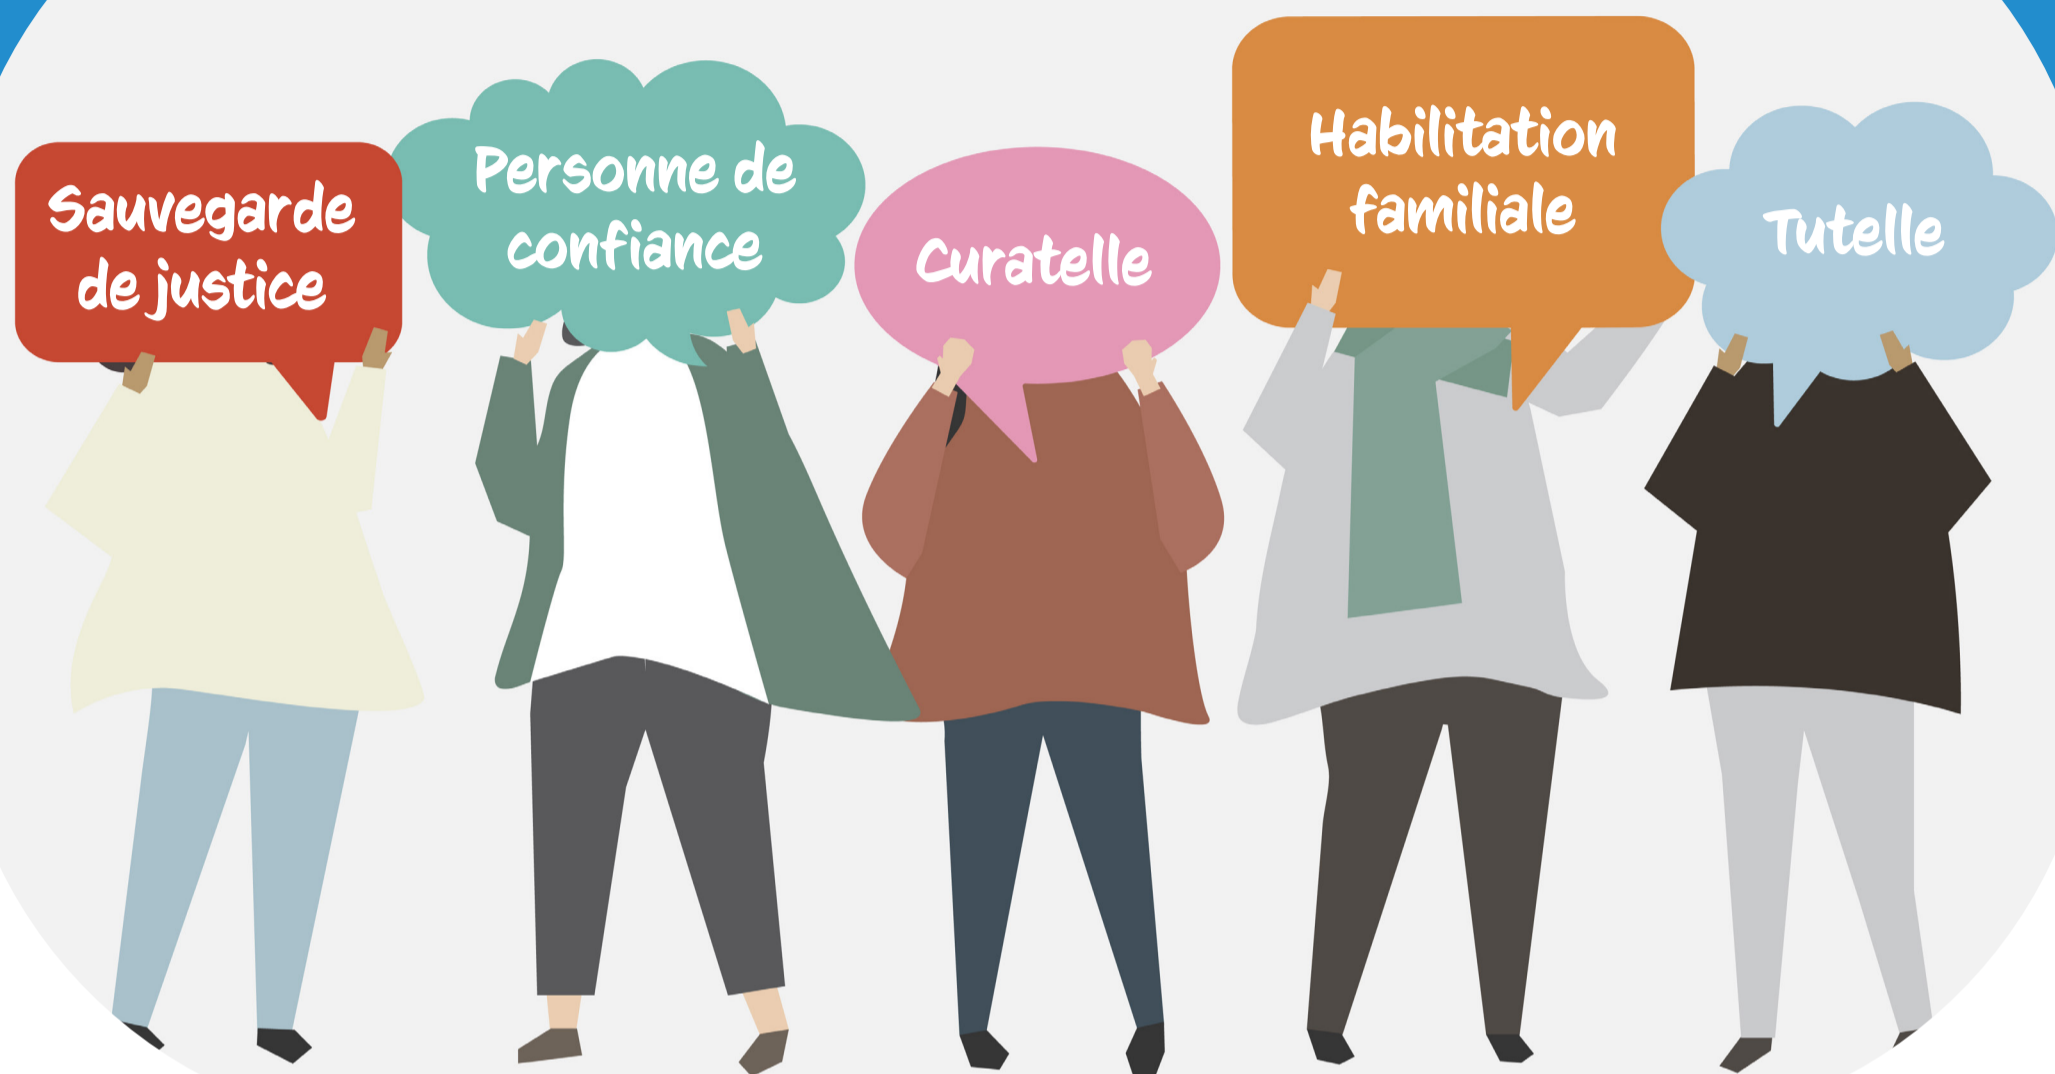 Sauvegarde
de justice
Personne de
confiance
Curatelle
Habilitation
familiale
Tutelle